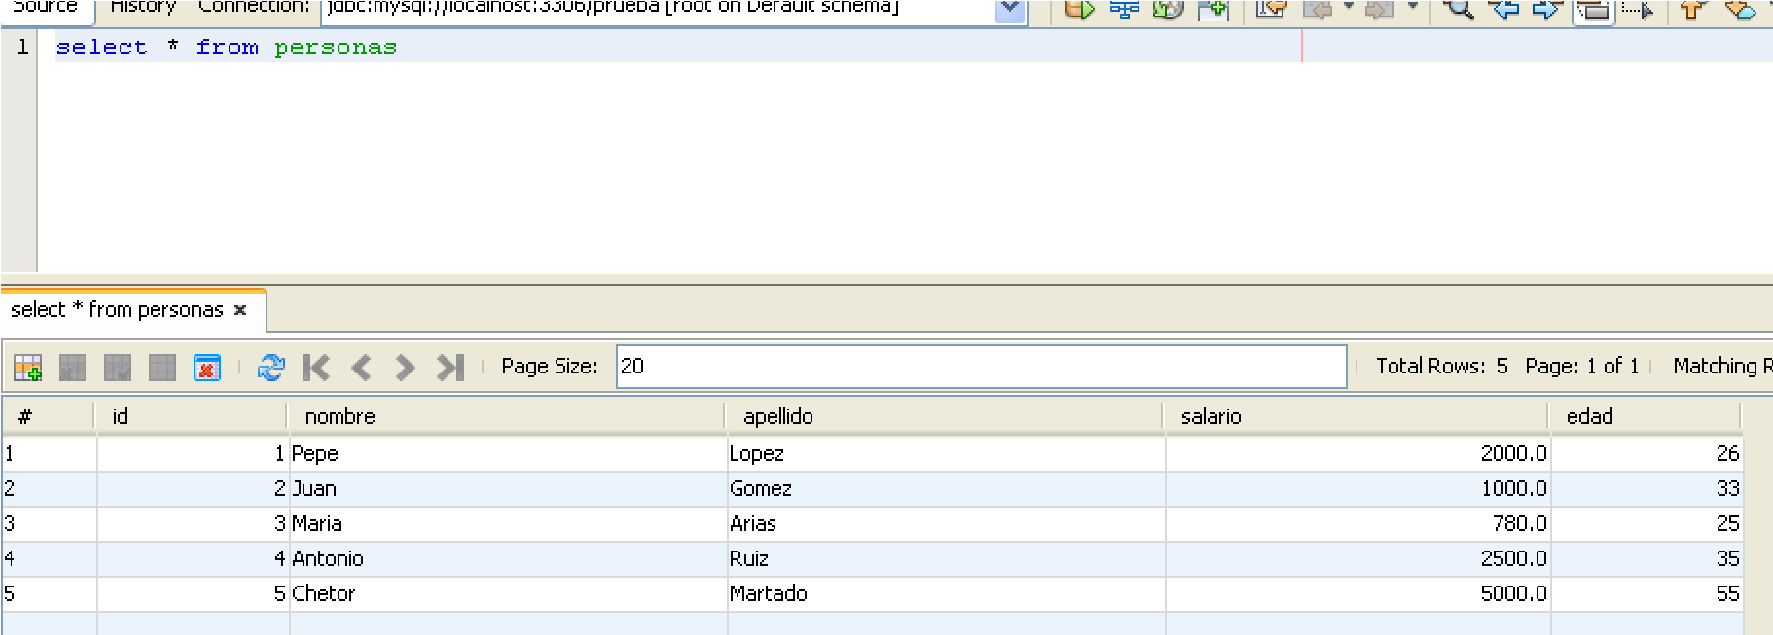 Source History Connection: jdbc:mysql://localhost:3306/prueba [root on Default schema]
1 select * from personas
select * from personas
Page Size: 20 Total Rows: 5 Page: 1 of 1 Matching R
# id nombre apellido salario edad
1 1 Pepe Lopez 2000.0 26
2 2 Juan Gomez 1000.0 33
3 3 Maria Arias 780.0 25
4 4 Antonio Ruiz 2500.0 35
5 5 Chetor Martado 5000.0 55